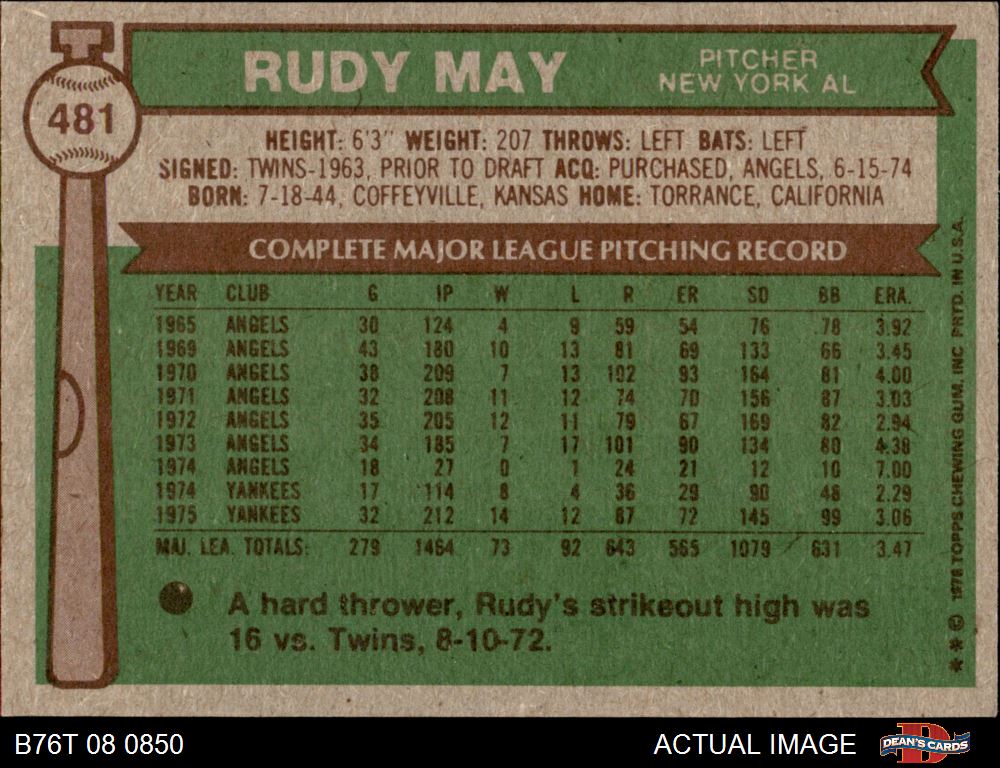 RUDY MAY
PITCHER
NEW YORK AL
481
HEIGHT: 6'3" WEIGHT: 207 THROWS: LEFT BATS: LEFT
SIGNED: TWINS-1963, PRIOR TO DRAFT ACQ: PURCHASED, ANGELS, 6-15-74
BORN: 7-18-44, COFFEYVILLE, KANSAS HOME: TORRANCE, CALIFORNIA
COMPLETE MAJOR LEAGUE PITCHING RECORD
YEAR CLUB G IP W L R ER SO BB ERA.
1965 ANGELS 30 124 4 9 59 54 76 78 3.92
1969 ANGELS 43 180 10 13 81 69 133 66 3.45
1970 ANGELS 38 209 7 13 102 93 164 81 4.00
1971 ANGELS 32 208 11 12 74 70 156 87 3.03
1972 ANGELS 35 205 12 11 79 67 169 82 2.94
1973 ANGELS 34 185 7 17 101 90 134 80 4.38
1974 ANGELS 18 27 0 1 24 21 12 10 7.00
1974 YANKEES 17 114 8 4 36 29 90 48 2.29
1975 YANKEES 32 212 14 12 87 72 145 99 3.06
MAJ. LEA. TOTALS: 279 1464 73 92 643 565 1079 631 3.47
A hard thrower, Rudy's strikeout high was
16 vs. Twins, 8-10-72.
** © 1976 TOPPS CHEWING GUM, INC PRTD. IN U.S.A.
B76T 08 0850
ACTUAL IMAGE
DEAN'S CARDS